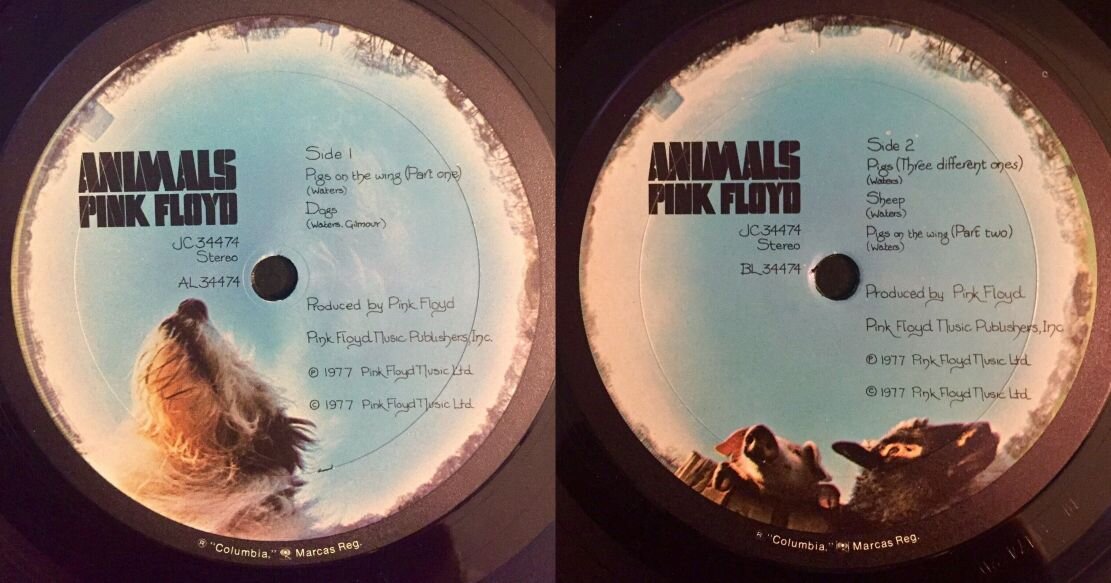 ANIMALS
PINK FLOYD
JC 34474
Stereo
AL 34474
Side 1
Pigs on the wing (Part one)
(Waters)
Dogs
(Waters, Gilmour)
Produced by Pink Floyd
Pink Floyd Music Publishers, Inc.
℗ 1977 Pink Floyd Music Ltd.
© 1977 Pink Floyd Music Ltd.
® "Columbia," Marcas Reg.
ANIMALS
PINK FLOYD
JC 34474
Stereo
BL 34474
Side 2
Pigs (Three different ones)
(Waters)
Sheep
(Waters)
Pigs on the wing (Part two)
(Waters)
Produced by Pink Floyd
Pink Floyd Music Publishers, Inc.
℗ 1977 Pink Floyd Music Ltd.
© 1977 Pink Floyd Music Ltd.
® "Columbia," Marcas Reg.